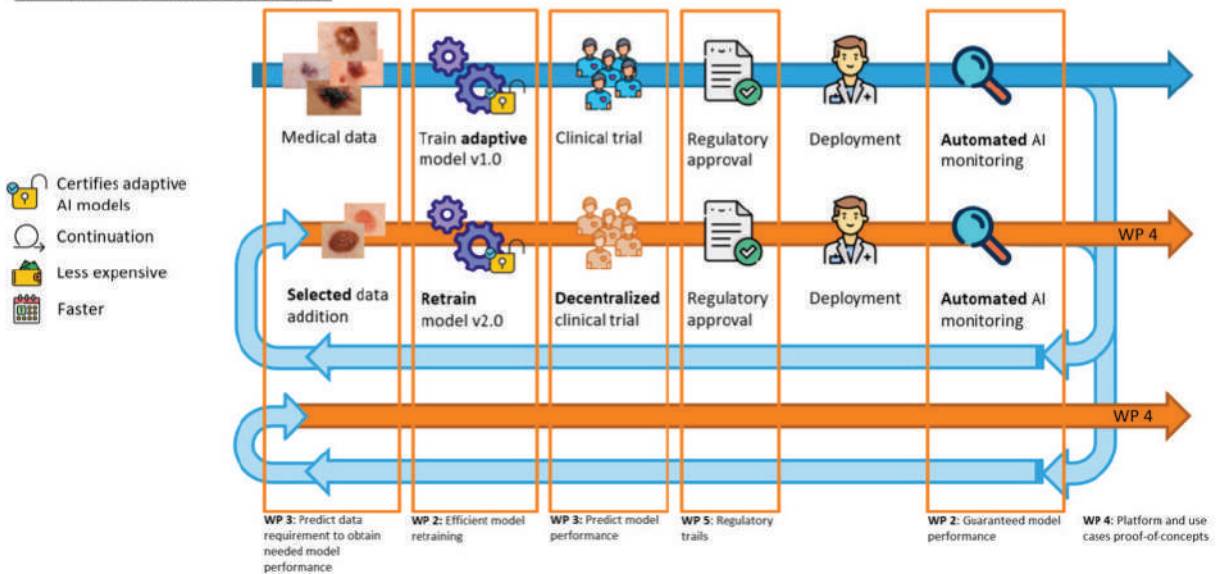 Medical data
Train adaptive
model v1.0
Clinical trial
Regulatory
approval
Deployment
Automated AI
monitoring
Certifies adaptive
AI models
Continuation
Less expensive
Faster
WP 4
Selected data
addition
Retrain
model v2.0
Decentralized
clinical trial
Regulatory
approval
Deployment
Automated AI
monitoring
WP 4
WP 3: Predict data
requirement to obtain
needed model
performance
WP 2: Efficient model
retraining
WP 3: Predict model
performance
WP 5: Regulatory
trails
WP 2: Guaranteed model
performance
WP 4: Platform and use
cases proof-of-concepts